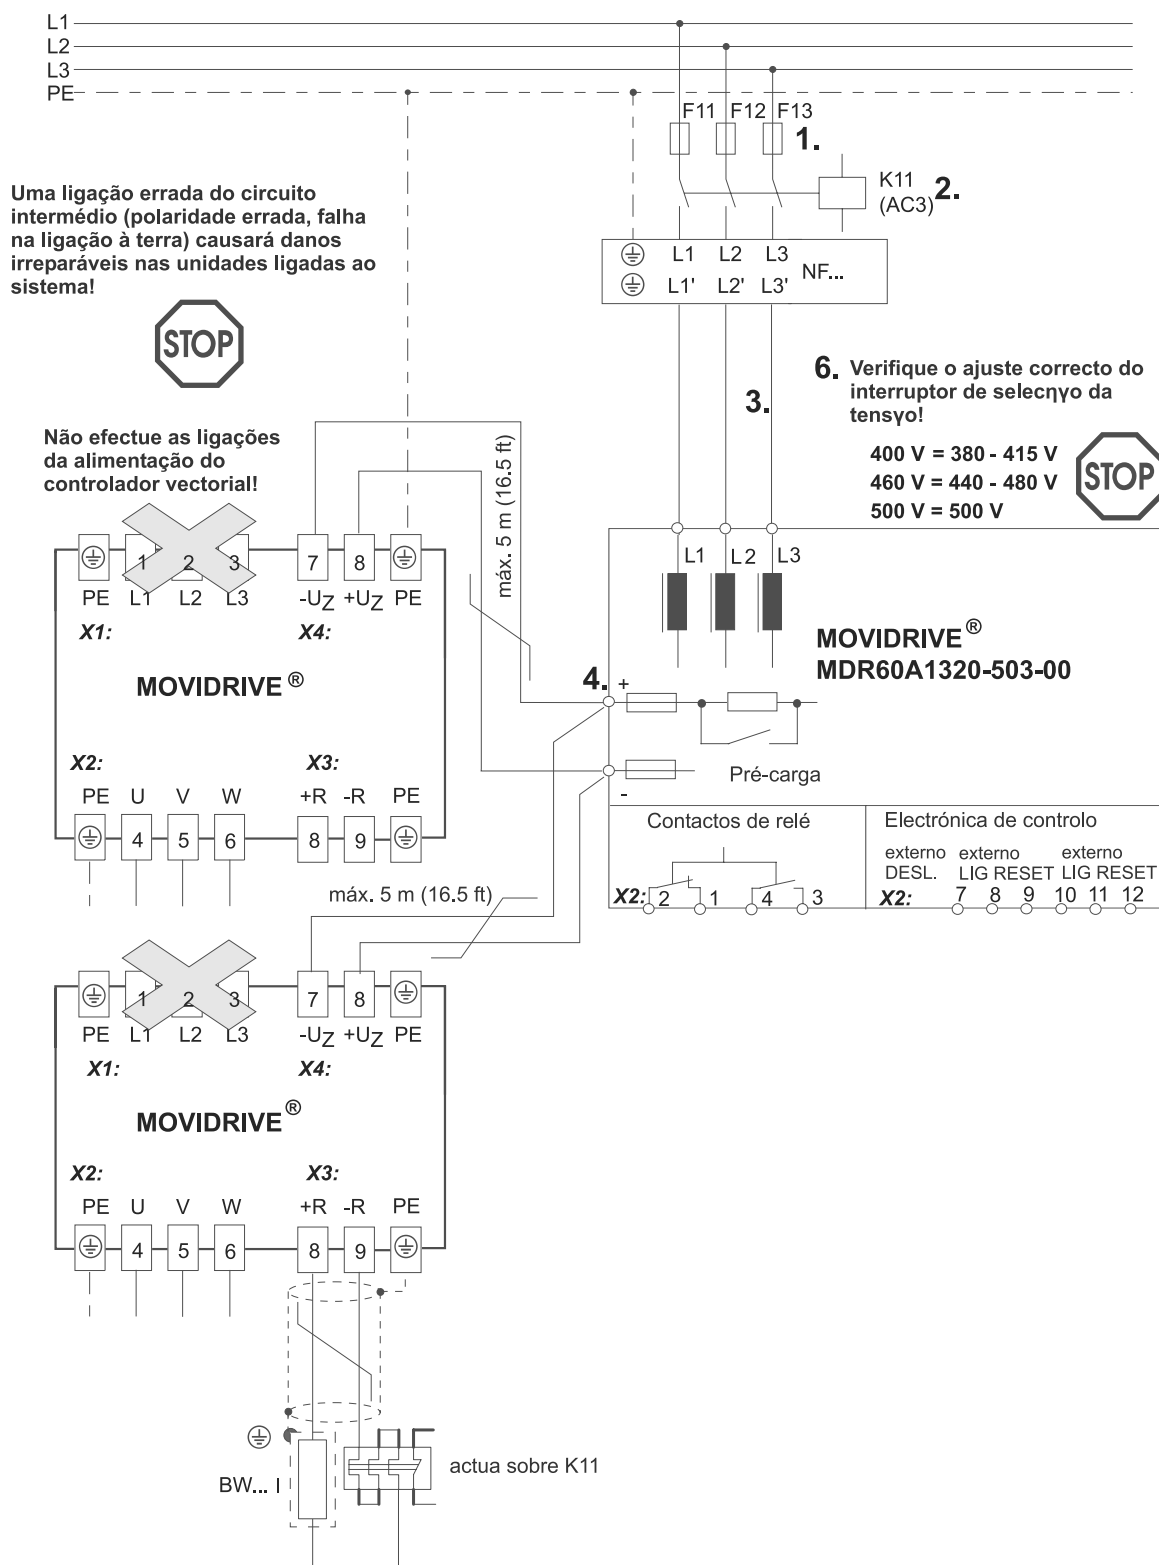 L1
L2
L3
PE
F11 F12 F13
1.
K11
(AC3)
2.
Uma ligação errada do circuito
intermédio (polaridade errada, falha
na ligação à terra) causará danos
irreparáveis nas unidades ligadas ao
sistema!
STOP
L1 L2 L3
L1' L2' L3'
NF...
3.
6. Verifique o ajuste correcto do
interruptor de selecnyo da
tensyo!
400 V = 380 - 415 V
460 V = 440 - 480 V
500 V = 500 V
STOP
Não efectue as ligações
da alimentação do
controlador vectorial!
máx. 5 m (16.5 ft)
1 2 3 7 8
PE L1 L2 L3 -UZ +UZ PE
X1: X4:
MOVIDRIVE ®
X2: X3:
PE U V W +R -R PE
4 5 6 8 9
L1 L2 L3
MOVIDRIVE ®
MDR60A1320-503-00
4.
+
-
Pré-carga
Contactos de relé
X2: 2 1 4 3
Electrónica de controlo
externo externo externo
DESL. LIG RESET LIG RESET
X2: 7 8 9 10 11 12
máx. 5 m (16.5 ft)
1 2 3 7 8
PE L1 L2 L3 -UZ +UZ PE
X1: X4:
MOVIDRIVE ®
X2: X3:
PE U V W +R -R PE
4 5 6 8 9
BW...
actua sobre K11